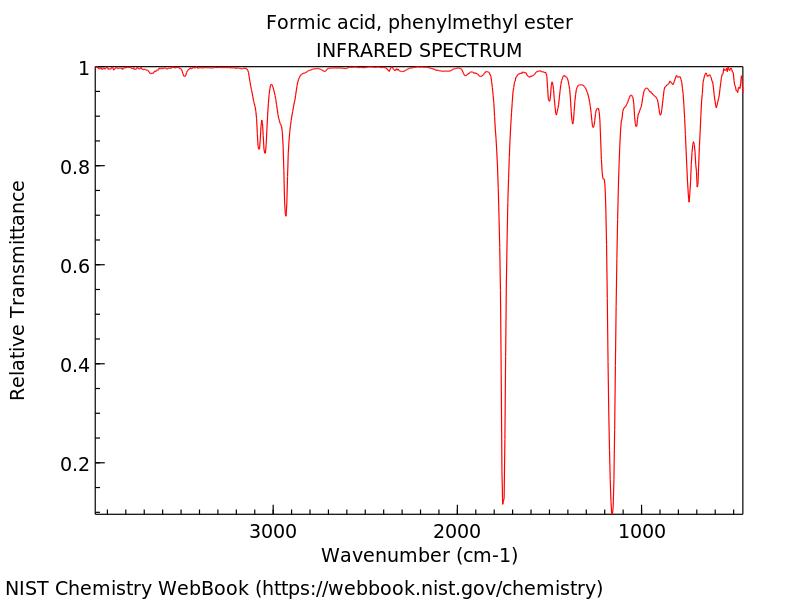 Formic acid, phenylmethyl ester
INFRARED SPECTRUM
1
0.8
0.6
0.4
0.2
Relative Transmittance
3000 2000 1000
Wavenumber (cm-1)
NIST Chemistry WebBook (https://webbook.nist.gov/chemistry)